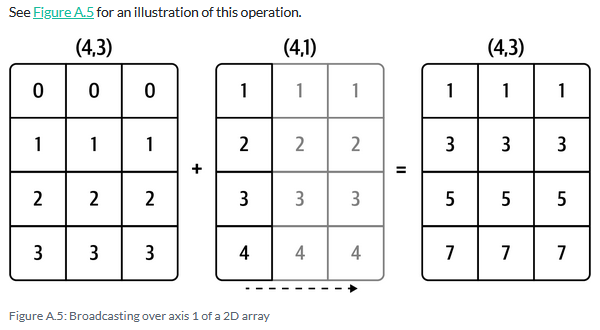 See Figure A.5 for an illustration of this operation.
(4,3) (4,1) (4,3)
0 0 0 1 1 1 1 1 1
1 1 1 2 2 2 3 3 3
+ =
2 2 2 3 3 3 5 5 5
3 3 3 4 4 4 7 7 7
Figure A.5: Broadcasting over axis 1 of a 2D array